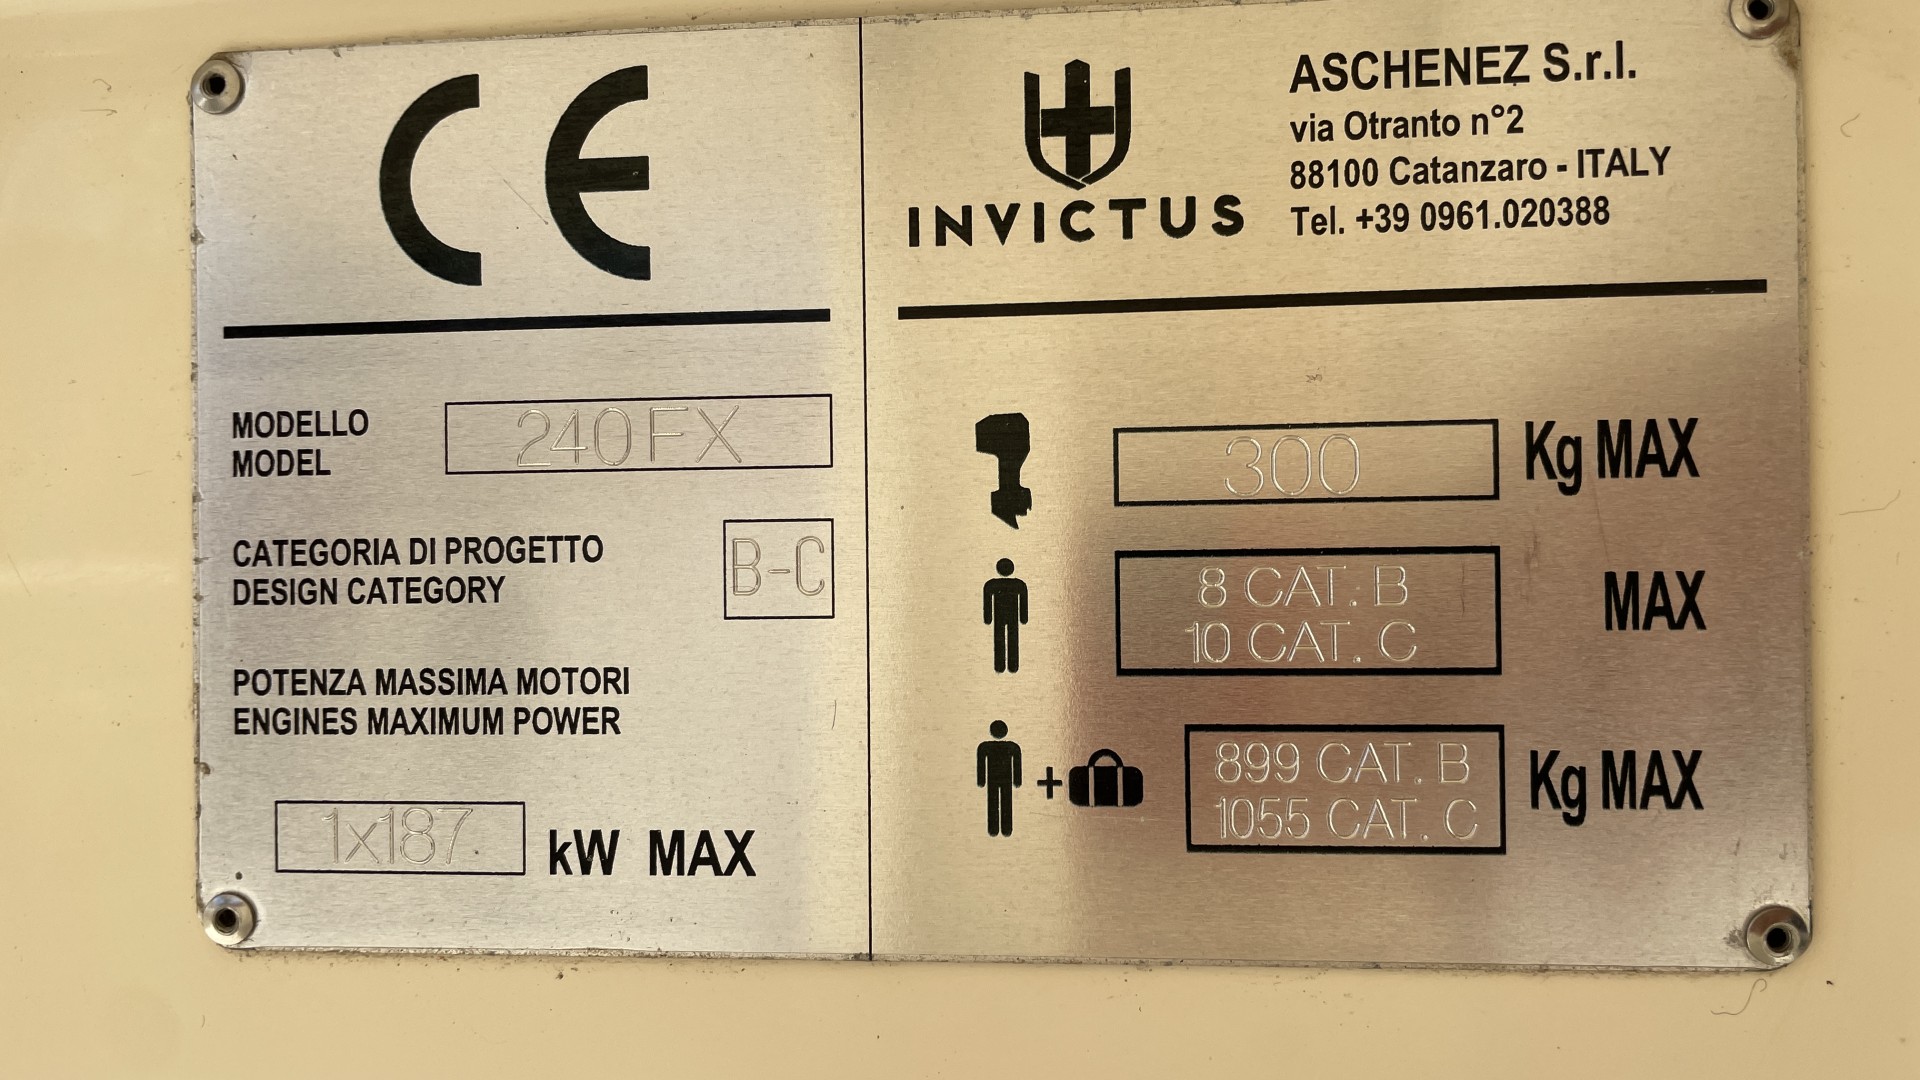 CE
MODELLO
MODEL
240FX
CATEGORIA DI PROGETTO
DESIGN CATEGORY
B-C
POTENZA MASSIMA MOTORI
ENGINES MAXIMUM POWER
1x187 kW MAX
INVICTUS
ASCHENEZ S.r.l.
via Otranto n°2
88100 Catanzaro - ITALY
Tel. +39 0961.020388
300 Kg MAX
8 CAT. B
10 CAT. C
MAX
+
899 CAT. B
1055 CAT. C
Kg MAX